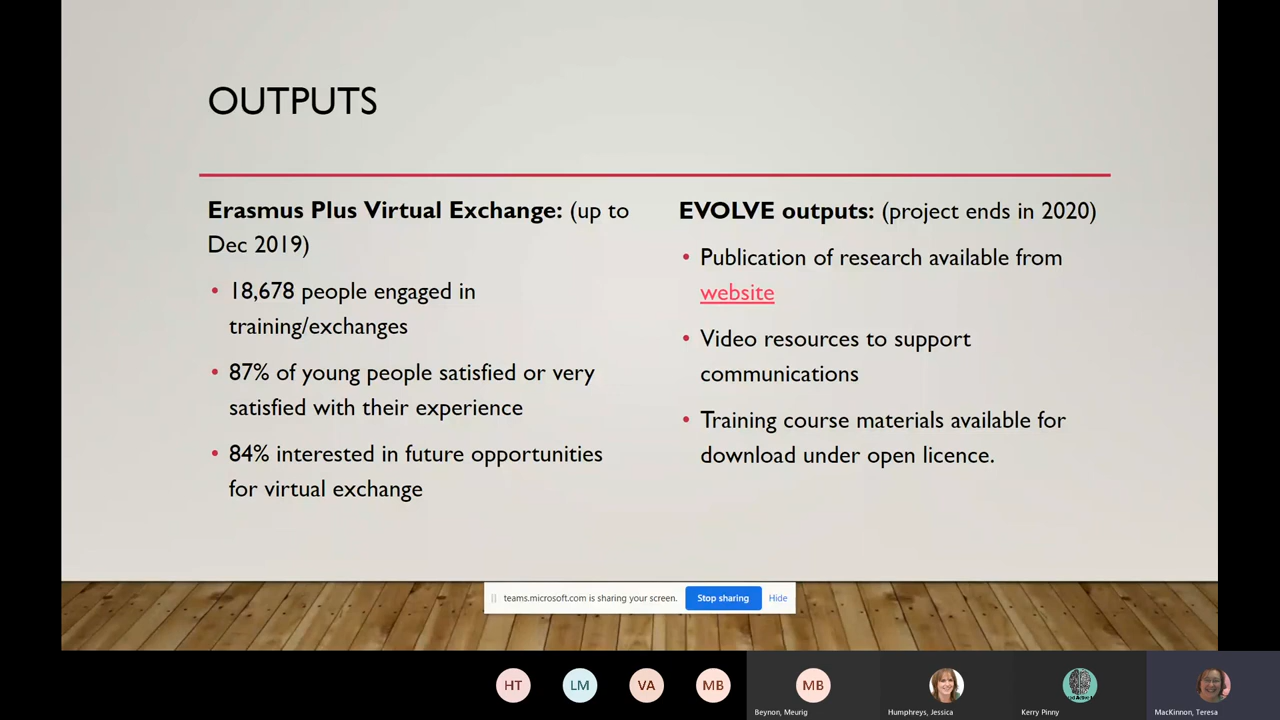 OUTPUTS
Erasmus Plus Virtual Exchange: (up to
Dec 2019)
• 18,678 people engaged in
training/exchanges
• 87% of young people satisfied or very
satisfied with their experience
• 84% interested in future opportunities
for virtual exchange
EVOLVE outputs: (project ends in 2020)
• Publication of research available from
website
• Video resources to support
communications
• Training course materials available for
download under open licence.
teams.microsoft.com is sharing your screen. Stop sharing Hide
HT LM VA MB MB
Beynon, Meurig Humphreys, Jessica Kerry Pinny MacKinnon, Teresa